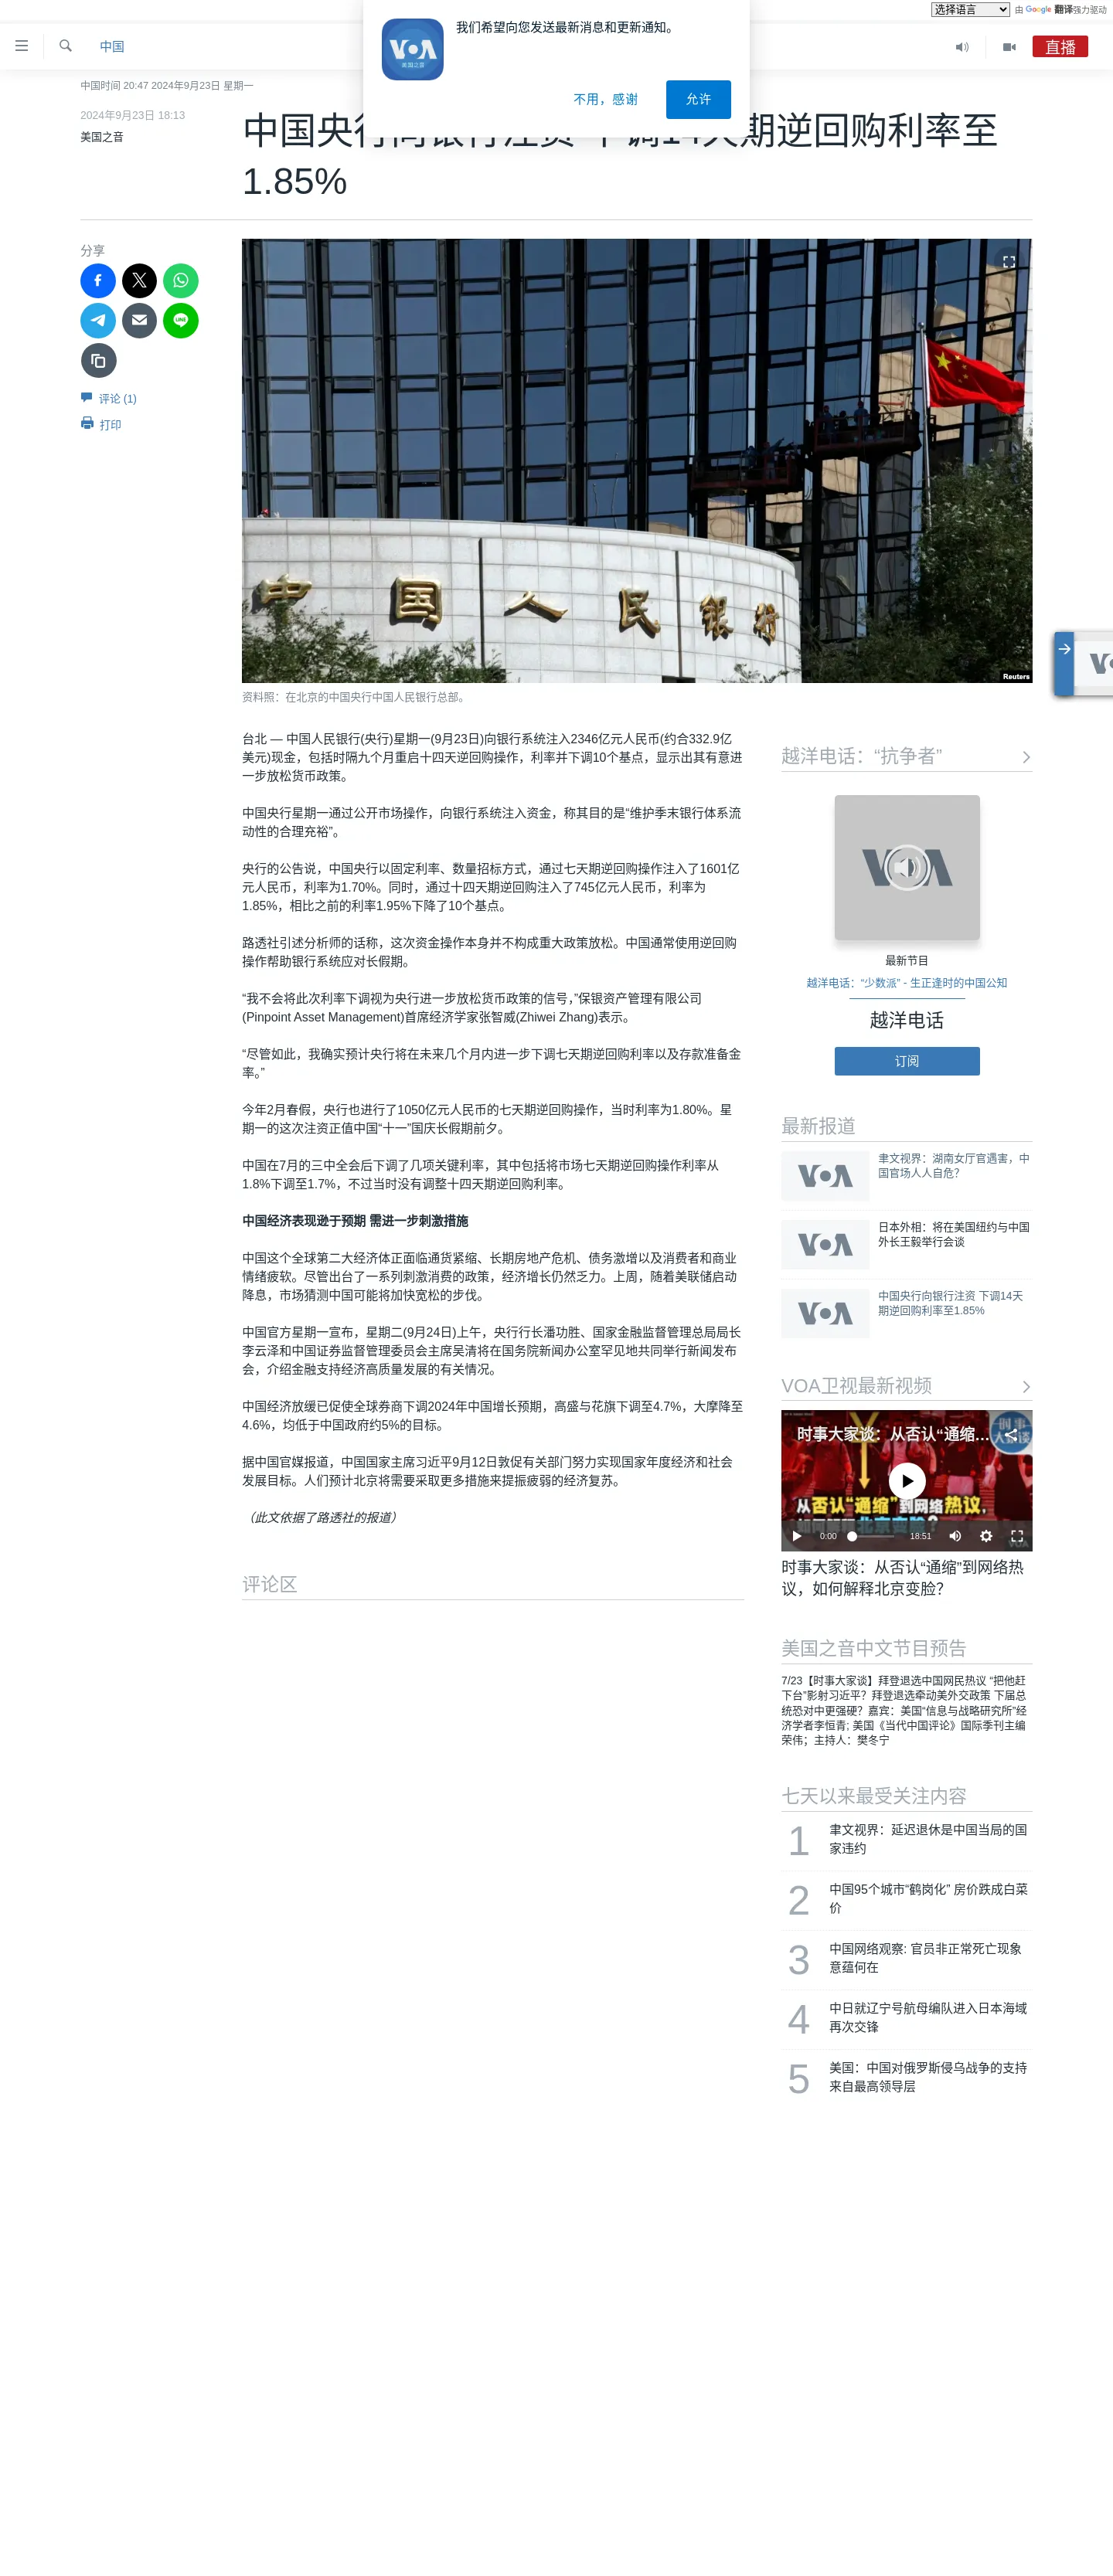 选择语言
由 Google 翻译强力驱动
我们希望向您发送最新消息和更新通知。
VOA
美国之音
不用，感谢
允许
中国
直播
中国时间 20:47 2024年9月23日 星期一
2024年9月23日 18:13
美国之音
中国央行向银行注资 下调14天期逆回购利率至
1.85%
分享
评论 (1)
打印
中国人民银行
Reuters
资料照：在北京的中国央行中国人民银行总部。
台北 — 中国人民银行(央行)星期一(9月23日)向银行系统注入2346亿元人民币(约合332.9亿
美元)现金，包括时隔九个月重启十四天逆回购操作，利率并下调10个基点，显示出其有意进
一步放松货币政策。
中国央行星期一通过公开市场操作，向银行系统注入资金，称其目的是“维护季末银行体系流
动性的合理充裕”。
央行的公告说，中国央行以固定利率、数量招标方式，通过七天期逆回购操作注入了1601亿
元人民币，利率为1.70%。同时，通过十四天期逆回购注入了745亿元人民币，利率为
1.85%，相比之前的利率1.95%下降了10个基点。
路透社引述分析师的话称，这次资金操作本身并不构成重大政策放松。中国通常使用逆回购
操作帮助银行系统应对长假期。
“我不会将此次利率下调视为央行进一步放松货币政策的信号，”保银资产管理有限公司
(Pinpoint Asset Management)首席经济学家张智威(Zhiwei Zhang)表示。
“尽管如此，我确实预计央行将在未来几个月内进一步下调七天期逆回购利率以及存款准备金
率。”
今年2月春假，央行也进行了1050亿元人民币的七天期逆回购操作，当时利率为1.80%。星
期一的这次注资正值中国“十一”国庆长假期前夕。
中国在7月的三中全会后下调了几项关键利率，其中包括将市场七天期逆回购操作利率从
1.8%下调至1.7%，不过当时没有调整十四天期逆回购利率。
中国经济表现逊于预期 需进一步刺激措施
中国这个全球第二大经济体正面临通货紧缩、长期房地产危机、债务激增以及消费者和商业
情绪疲软。尽管出台了一系列刺激消费的政策，经济增长仍然乏力。上周，随着美联储启动
降息，市场猜测中国可能将加快宽松的步伐。
中国官方星期一宣布，星期二(9月24日)上午，央行行长潘功胜、国家金融监督管理总局局长
李云泽和中国证券监督管理委员会主席吴清将在国务院新闻办公室罕见地共同举行新闻发布
会，介绍金融支持经济高质量发展的有关情况。
中国经济放缓已促使全球券商下调2024年中国增长预期，高盛与花旗下调至4.7%，大摩降至
4.6%，均低于中国政府约5%的目标。
据中国官媒报道，中国国家主席习近平9月12日敦促有关部门努力实现国家年度经济和社会
发展目标。人们预计北京将需要采取更多措施来提振疲弱的经济复苏。
（此文依据了路透社的报道）
评论区
越洋电话：“抗争者”
VOA
最新节目
越洋电话：“少数派” - 生正逢时的中国公知
越洋电话
订阅
最新报道
VOA
聿文视界：湖南女厅官遇害，中
国官场人人自危？
VOA
日本外相：将在美国纽约与中国
外长王毅举行会谈
VOA
中国央行向银行注资 下调14天
期逆回购利率至1.85%
VOA卫视最新视频
时事大家谈：从否认“通缩...
从否认“通缩”到网络热议，
0:00
18:51
时事大家谈：从否认“通缩”到网络热
议，如何解释北京变脸？
美国之音中文节目预告
7/23【时事大家谈】拜登退选中国网民热议 “把他赶
下台”影射习近平？拜登退选牵动美外交政策 下届总
统恐对中更强硬？嘉宾：美国“信息与战略研究所”经
济学者李恒青; 美国《当代中国评论》国际季刊主编
荣伟；主持人：樊冬宁
七天以来最受关注内容
1
聿文视界：延迟退休是中国当局的国
家违约
2
中国95个城市“鹤岗化” 房价跌成白菜
价
3
中国网络观察: 官员非正常死亡现象
意蕴何在
4
中日就辽宁号航母编队进入日本海域
再次交锋
5
美国：中国对俄罗斯侵乌战争的支持
来自最高领导层